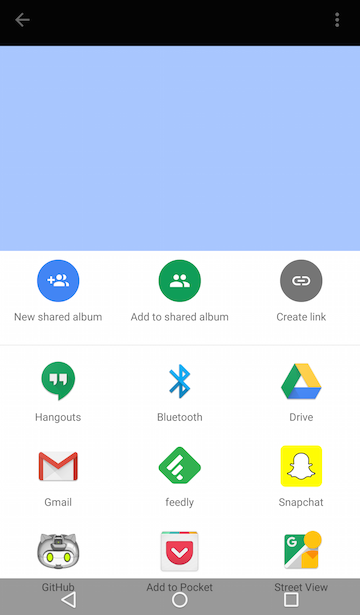 New shared album
Add to shared album
Create link
Hangouts
Bluetooth
Drive
Gmail
feedly
Snapchat
GitHub
Add to Pocket
Street View